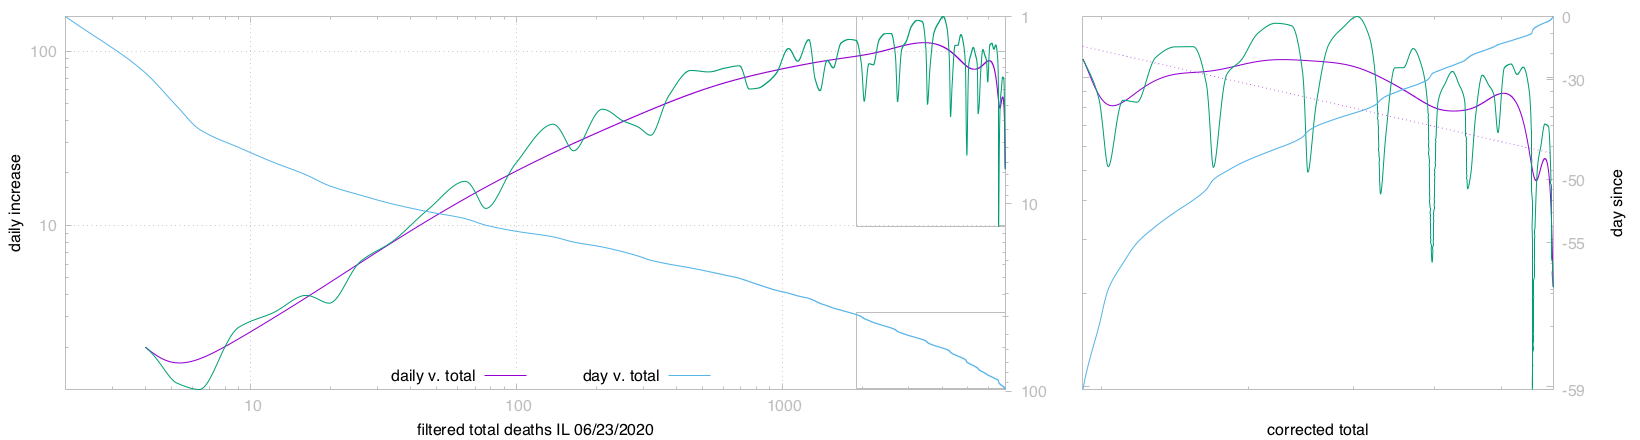 daily increase
100
10
daily v. total
day v. total
10
100
1000
1
10
100
filtered total deaths IL 06/23/2020
0
-30
-50
-55
-59
day since
corrected total